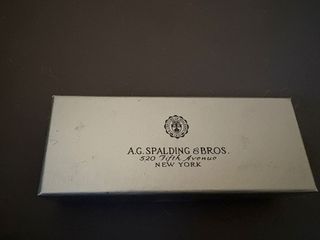 A.G. SPALDING & BROS.
520 Fifth Avenue
NEW YORK